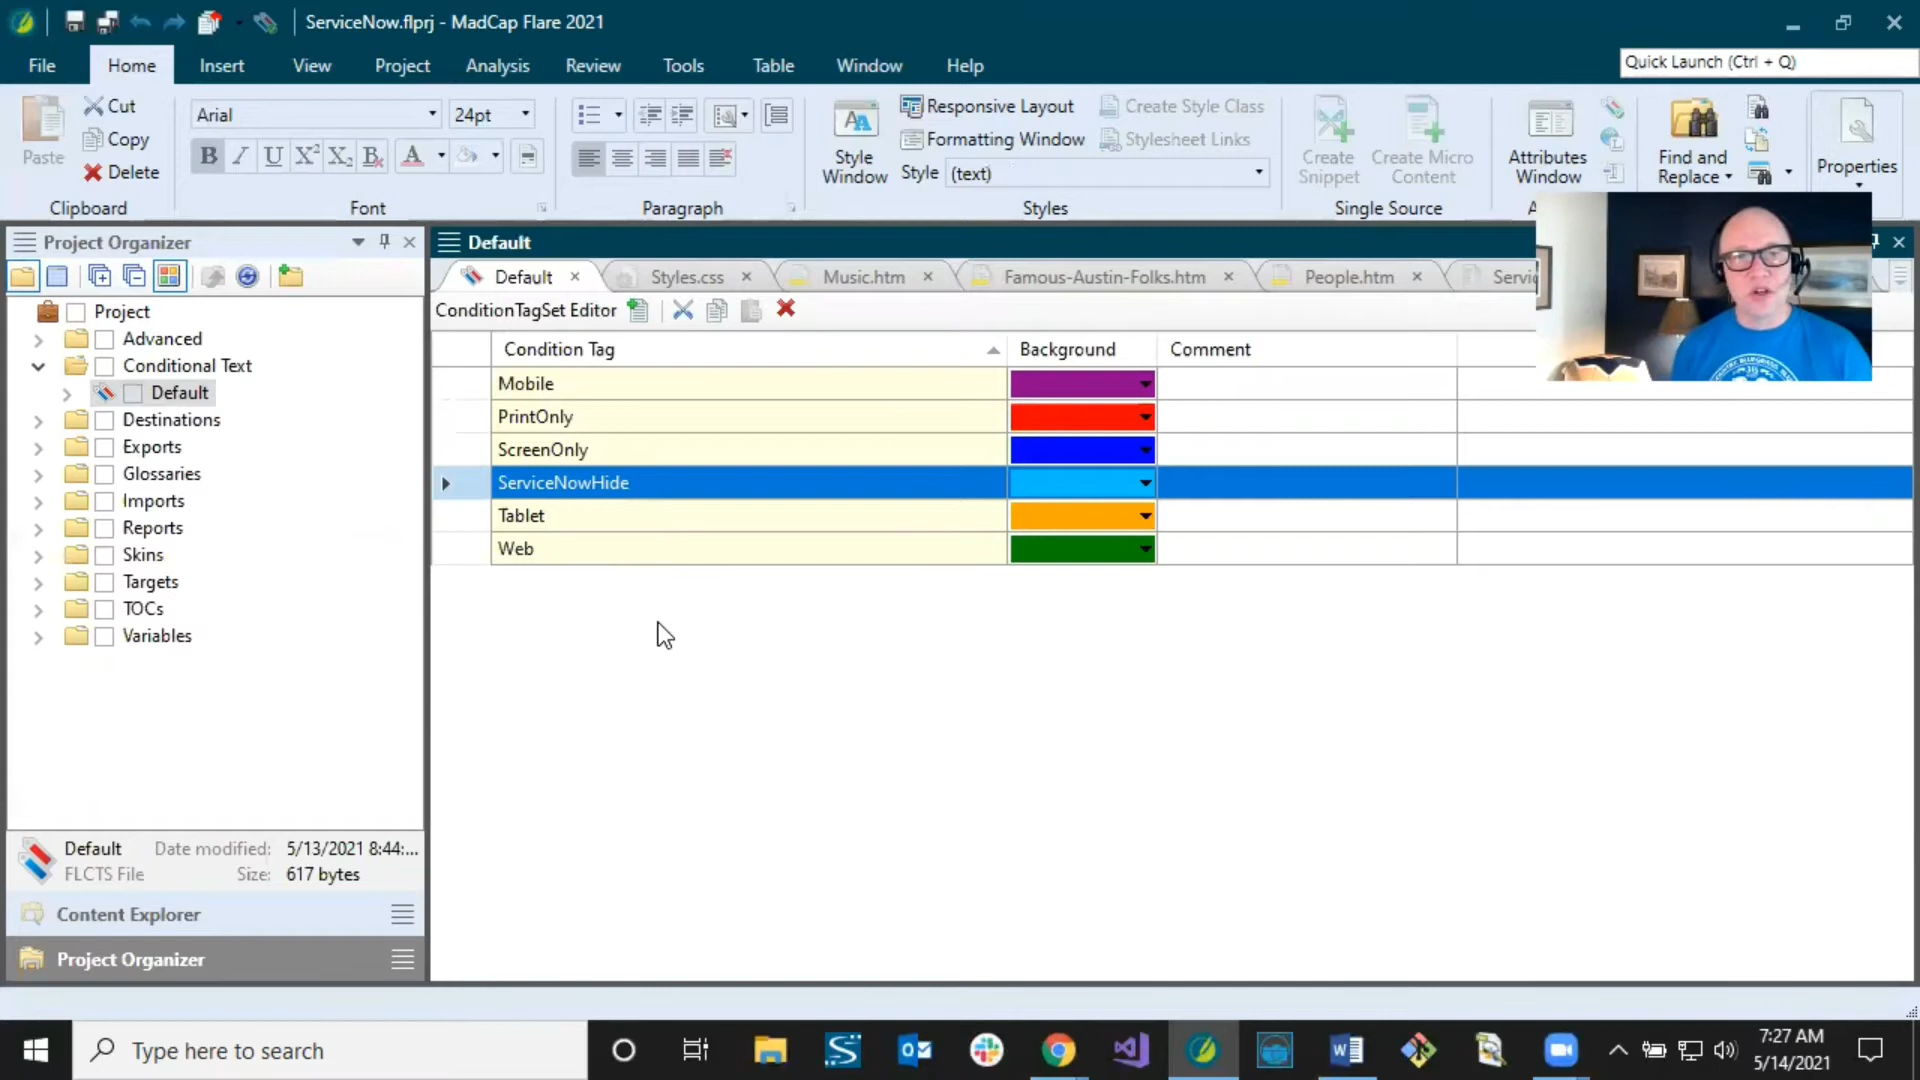 ServiceNow.flprj - MadCap Flare 2021
File Home Insert View Project Analysis Review Tools Table Window Help
Quick Launch (Ctrl + Q)
Paste
Cut
Copy
Delete
Clipboard
Arial 24pt
B I U X² X₂ B
Font
Paragraph
Style Window
Responsive Layout
Formatting Window
Style (text)
Create Style Class
Stylesheet Links
Styles
Create Snippet
Create Micro Content
Single Source
Attributes Window
Find and Replace
Properties
Project Organizer
Project
Advanced
Conditional Text
Default
Destinations
Exports
Glossaries
Imports
Reports
Skins
Targets
TOCs
Variables
Default Date modified: 5/13/2021 8:44:...
FLCTS File Size: 617 bytes
Content Explorer
Project Organizer
Default
Default Styles.css Music.htm Famous-Austin-Folks.htm People.htm
ConditionTagSet Editor
Condition Tag Background Comment
Mobile
PrintOnly
ScreenOnly
ServiceNowHide
Tablet
Web
Type here to search
7:27 AM
5/14/2021